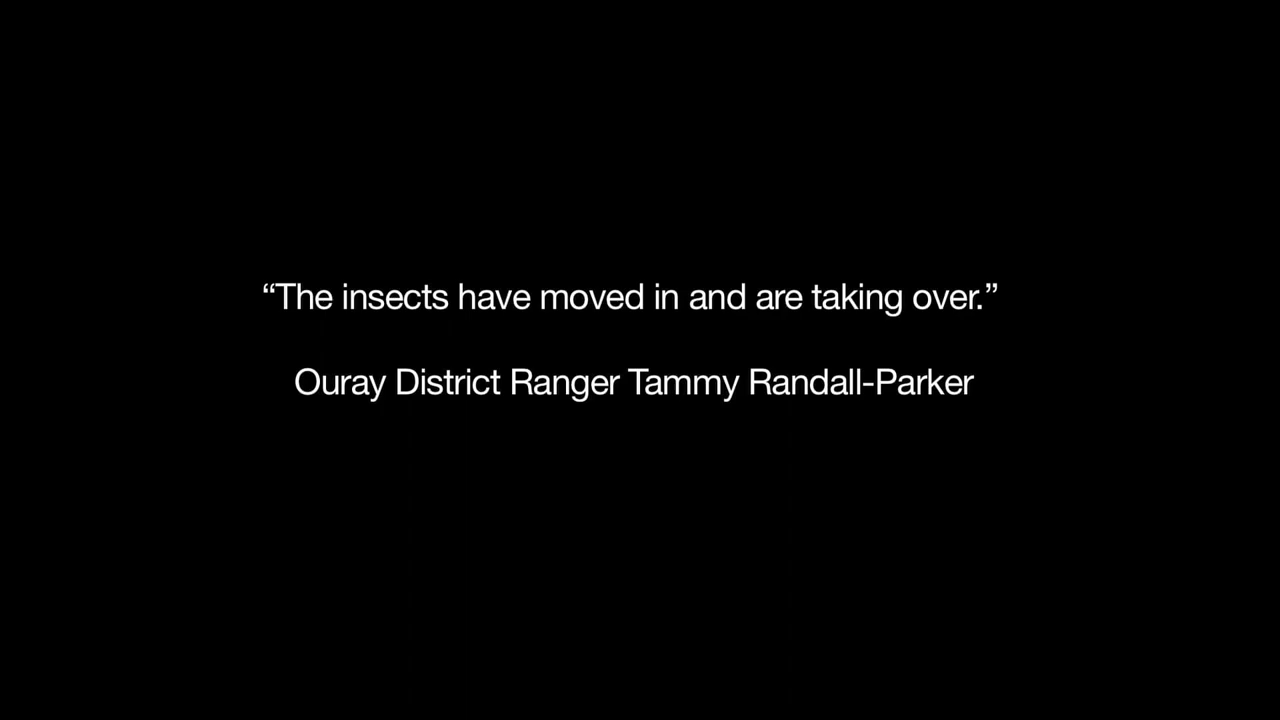 “The insects have moved in and are taking over.”
Ouray District Ranger Tammy Randall-Parker